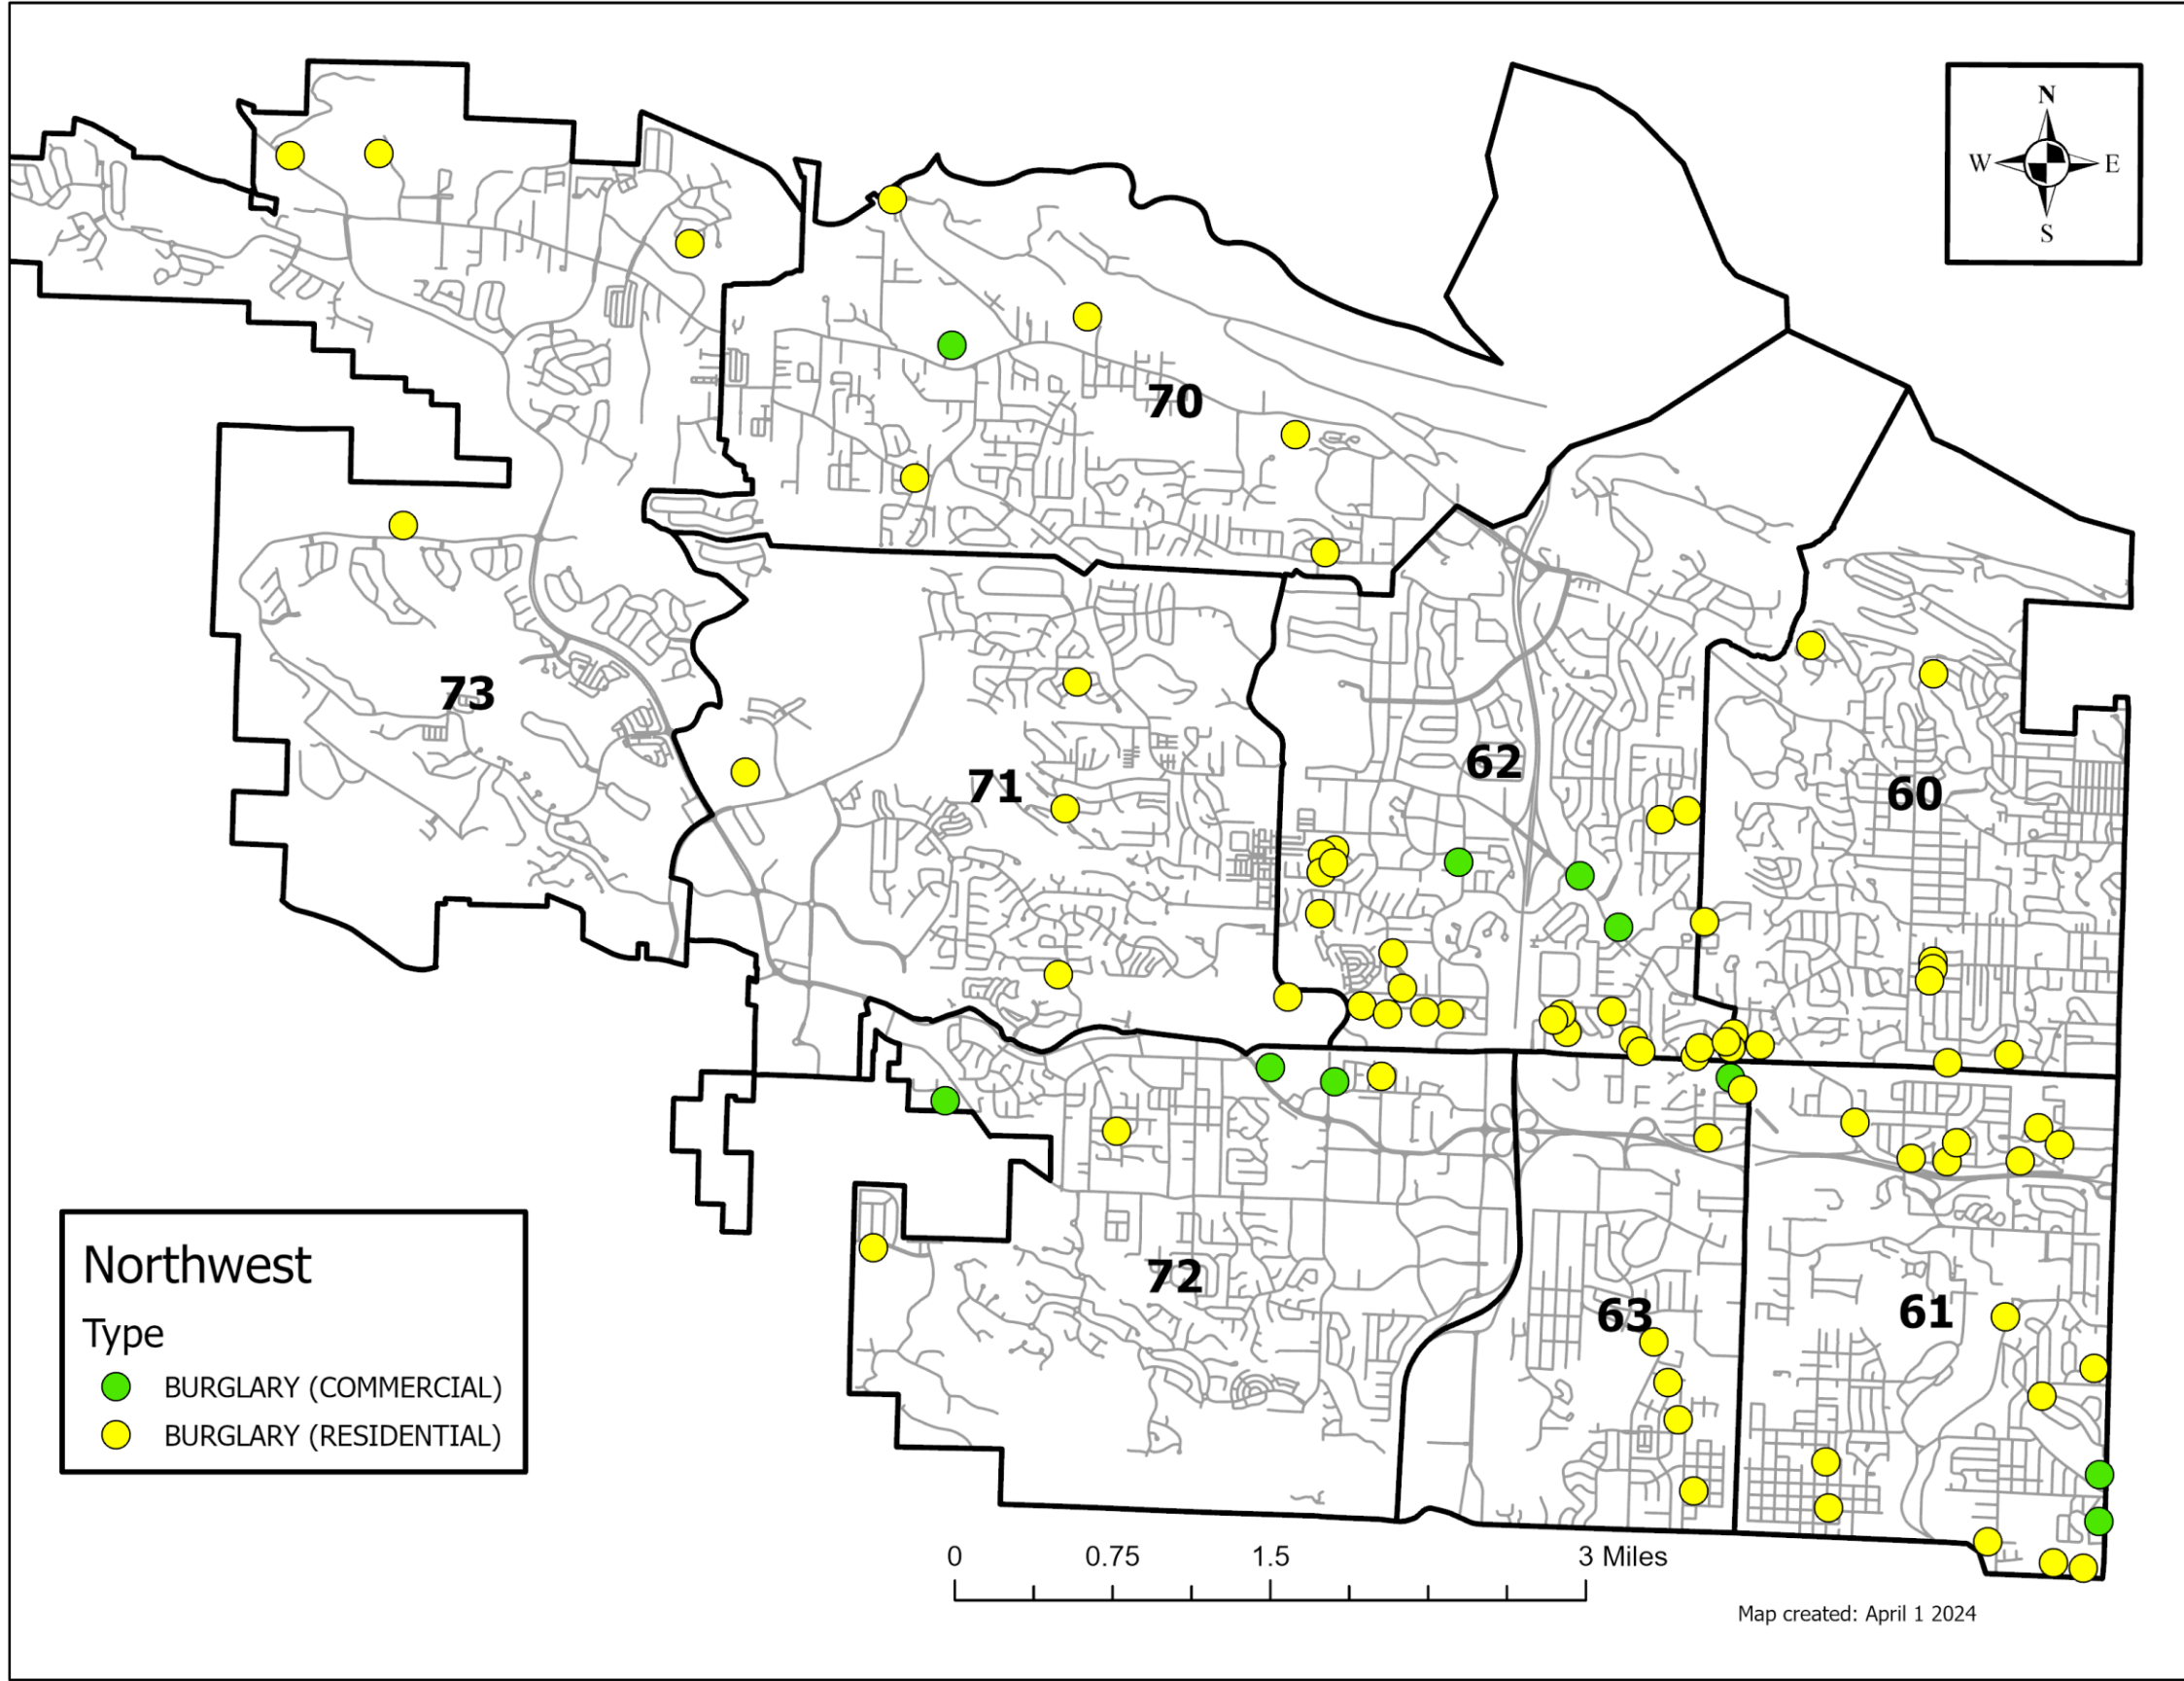 N
W E
S
70
73
62
71
60
72
63
61
Northwest
Type
BURGLARY (COMMERCIAL)
BURGLARY (RESIDENTIAL)
0 0.75 1.5 3 Miles
Map created: April 1 2024